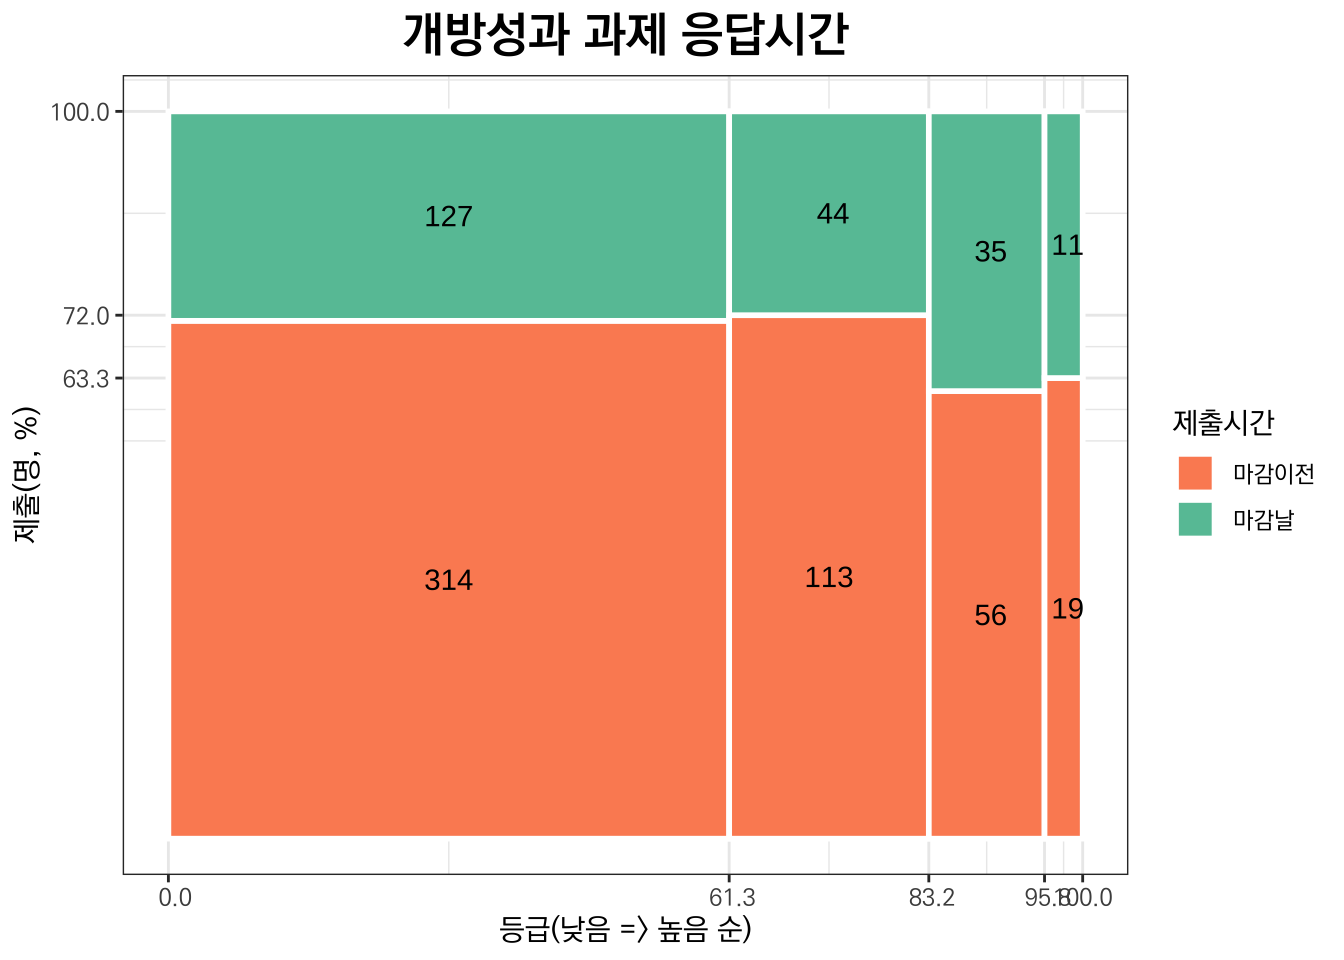 개방성과 과제 응답시간
100.0
72.0
63.3
제출(명, %)
127
44
35
11
314
113
56
19
0.0
61.3
83.2
95.8
100.0
등급(낮음 => 높음 순)
제출시간
마감이전
마감날